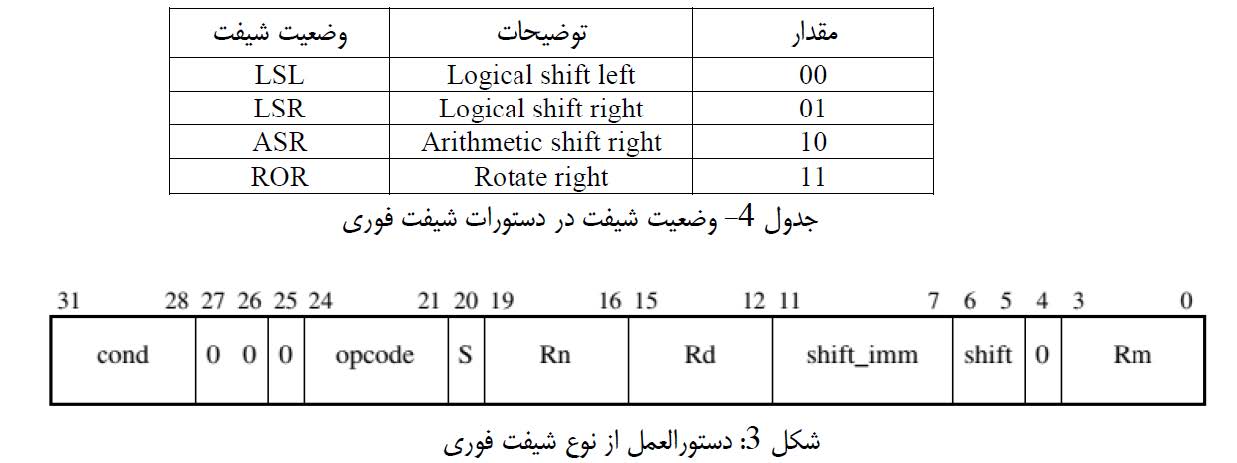 وضعیت شیفت توضیحات مقدار
LSL Logical shift left 00
LSR Logical shift right 01
ASR Arithmetic shift right 10
ROR Rotate right 11
جدول 4– وضعیت شیفت در دستورات شیفت فوری
31 28 27 26 25 24 21 20 19 16 15 12 11 7 6 5 4 3 0
cond 0 0 0 opcode S Rn Rd shift_imm shift 0 Rm
شکل 3: دستورالعمل از نوع شیفت فوری